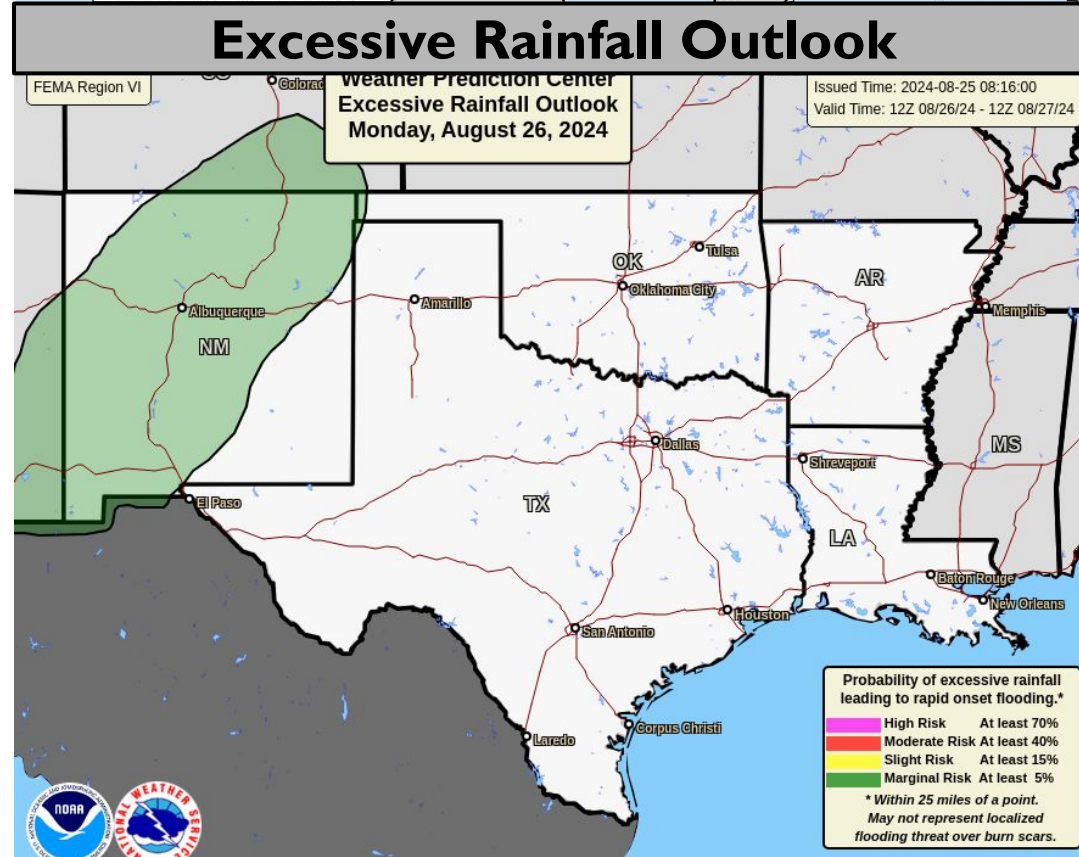 Excessive Rainfall Outlook
FEMA Region VI
Weather Prediction Center
Excessive Rainfall Outlook
Monday, August 26, 2024
Issued Time: 2024-08-25 08:16:00
Valid Time: 12Z 08/26/24 - 12Z 08/27/24
Colorad
Tulsa
OK
Oklahoma City
AR
Amarillo
Albuquerque
Memphis
NM
Dallas
MS
Shreveport
El Paso
TX
LA
Baton Rouge
New Orleans
Houston
San Antonio
Corpus Christi
Laredo
Probability of excessive rainfall
leading to rapid onset flooding.*
High Risk At least 70%
Moderate Risk At least 40%
Slight Risk At least 15%
Marginal Risk At least 5%
* Within 25 miles of a point.
May not represent localized
flooding threat over burn scars.
NOAA
NATIONAL WEATHER SERVICE